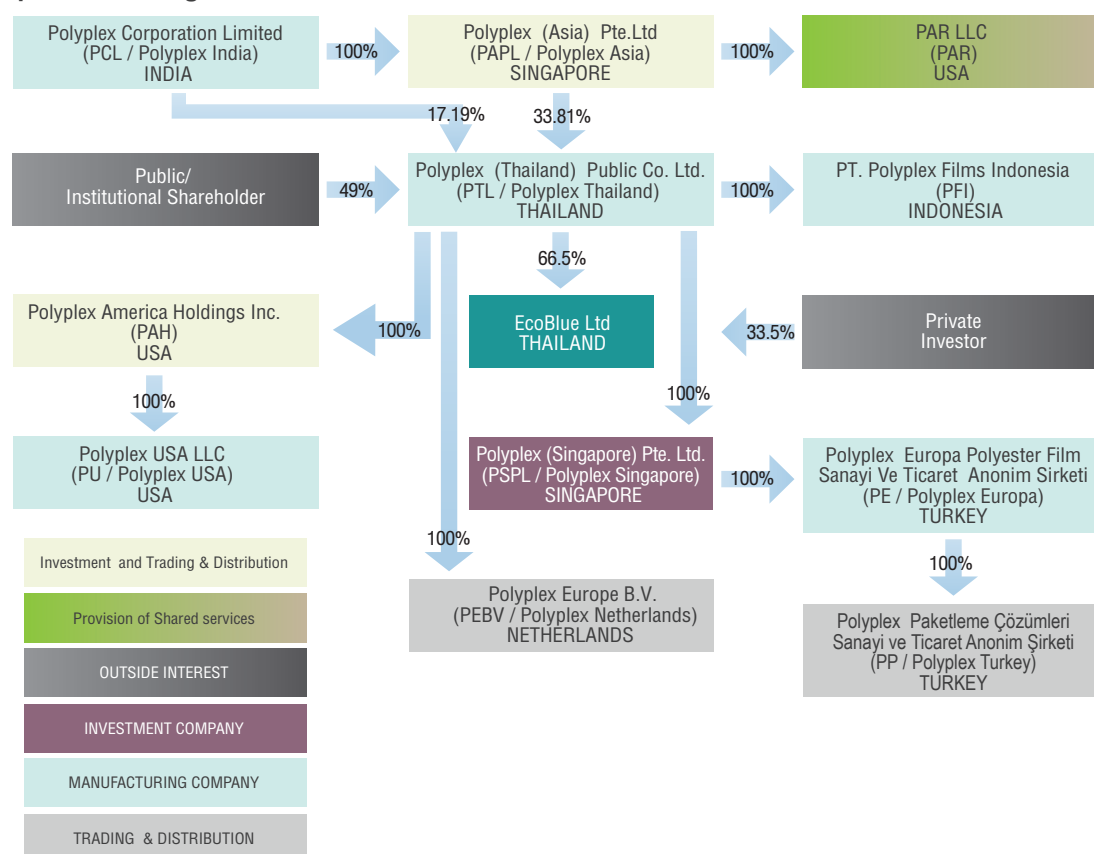 Polyplex Corporation Limited
(PCL / Polyplex India)
INDIA
100%
Polyplex (Asia) Pte.Ltd
(PAPL / Polyplex Asia)
SINGAPORE
100%
PAR LLC
(PAR)
USA
17.19%
33.81%
Public/
Institutional Shareholder
49%
Polyplex (Thailand) Public Co. Ltd.
(PTL / Polyplex Thailand)
THAILAND
100%
PT. Polyplex Films Indonesia
(PFI)
INDONESIA
66.5%
Polyplex America Holdings Inc.
(PAH)
USA
100%
EcoBlue Ltd
THAILAND
33.5%
Private
Investor
100%
100%
Polyplex USA LLC
(PU / Polyplex USA)
USA
Polyplex (Singapore) Pte. Ltd.
(PSPL / Polyplex Singapore)
SINGAPORE
100%
Polyplex Europa Polyester Film
Sanayi Ve Ticaret Anonim Sirketi
(PE / Polyplex Europa)
TURKEY
100%
100%
Polyplex Europe B.V.
(PEBV / Polyplex Netherlands)
NETHERLANDS
Polyplex Paketleme Çözümleri
Sanayi ve Ticaret Anonim Şirketi
(PP / Polyplex Turkey)
TURKEY
Investment and Trading & Distribution
Provision of Shared services
OUTSIDE INTEREST
INVESTMENT COMPANY
MANUFACTURING COMPANY
TRADING & DISTRIBUTION